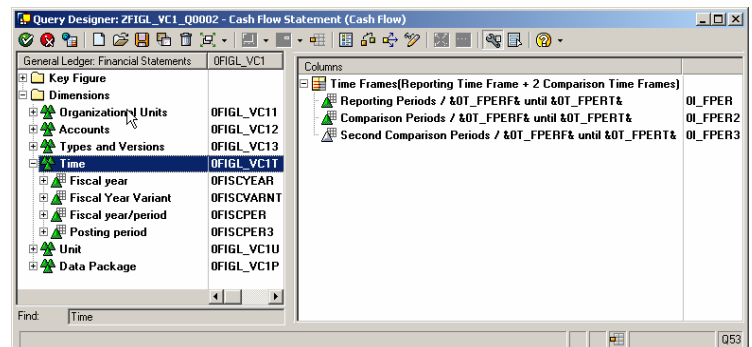 Query Designer: ZFIGL_VC1_Q0002 - Cash Flow Statement (Cash Flow)
General Ledger: Financial Statements 0FIGL_VC1
Key Figure
Dimensions
Organizational Units 0FIGL_VC11
Accounts 0FIGL_VC12
Types and Versions 0FIGL_VC13
Time 0FIGL_VC1T
Fiscal year 0FISCYEAR
Fiscal Year Variant 0FISCVARNT
Fiscal year/period 0FISCPER
Posting period 0FISCPER3
Unit 0FIGL_VC1U
Data Package 0FIGL_VC1P
Find: Time
Columns
Time Frames(Reporting Time Frame + 2 Comparison Time Frames)
Reporting Periods / &0T_FPERF& until &0T_FPERT& 0I_FPER
Comparison Periods / &0T_FPERF& until &0T_FPERT& 0I_FPER2
Second Comparison Periods / &0T_FPERF& until &0T_FPERT& 0I_FPER3
Q53